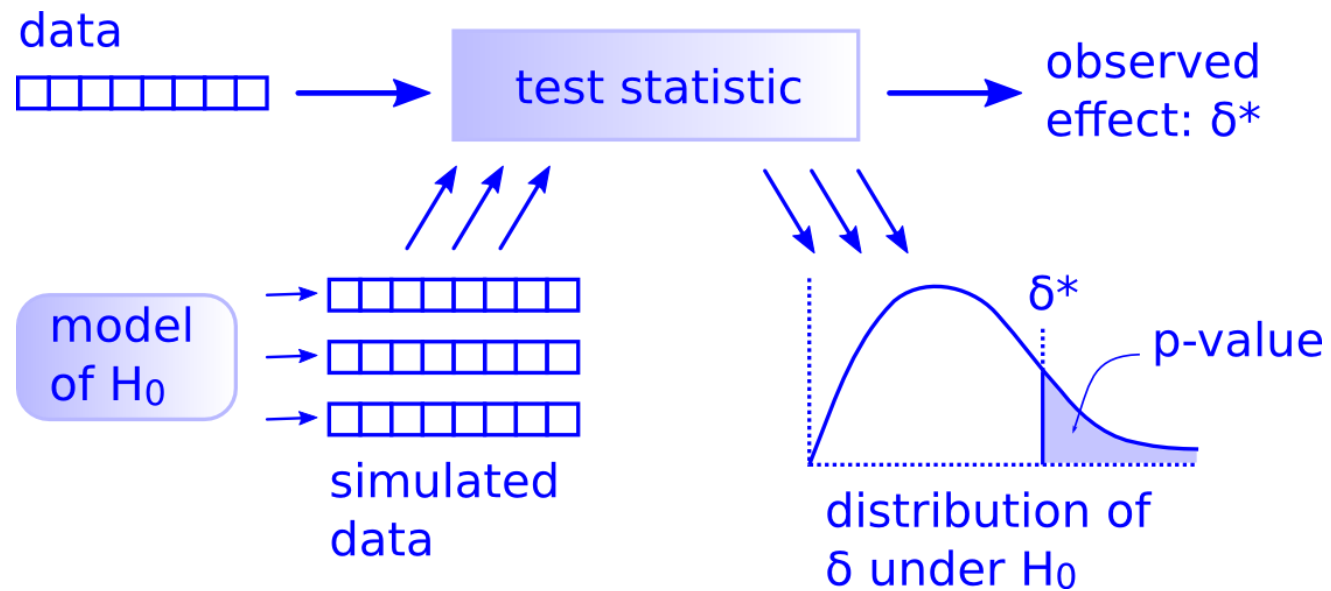 data
test statistic
observed
effect: δ*
model
of H₀
simulated
data
δ*
p-value
distribution of
δ under H₀